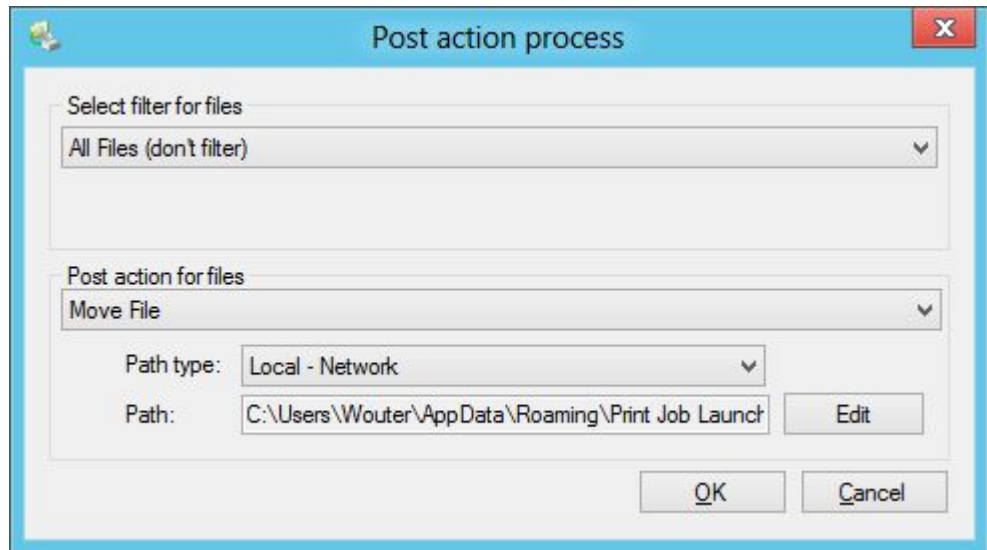 Post action process
Select filter for files
All Files (don't filter)
Post action for files
Move File
Path type: Local - Network
Path: C:\Users\Wouter\AppData\Roaming\Print Job Launch Edit
OK Cancel